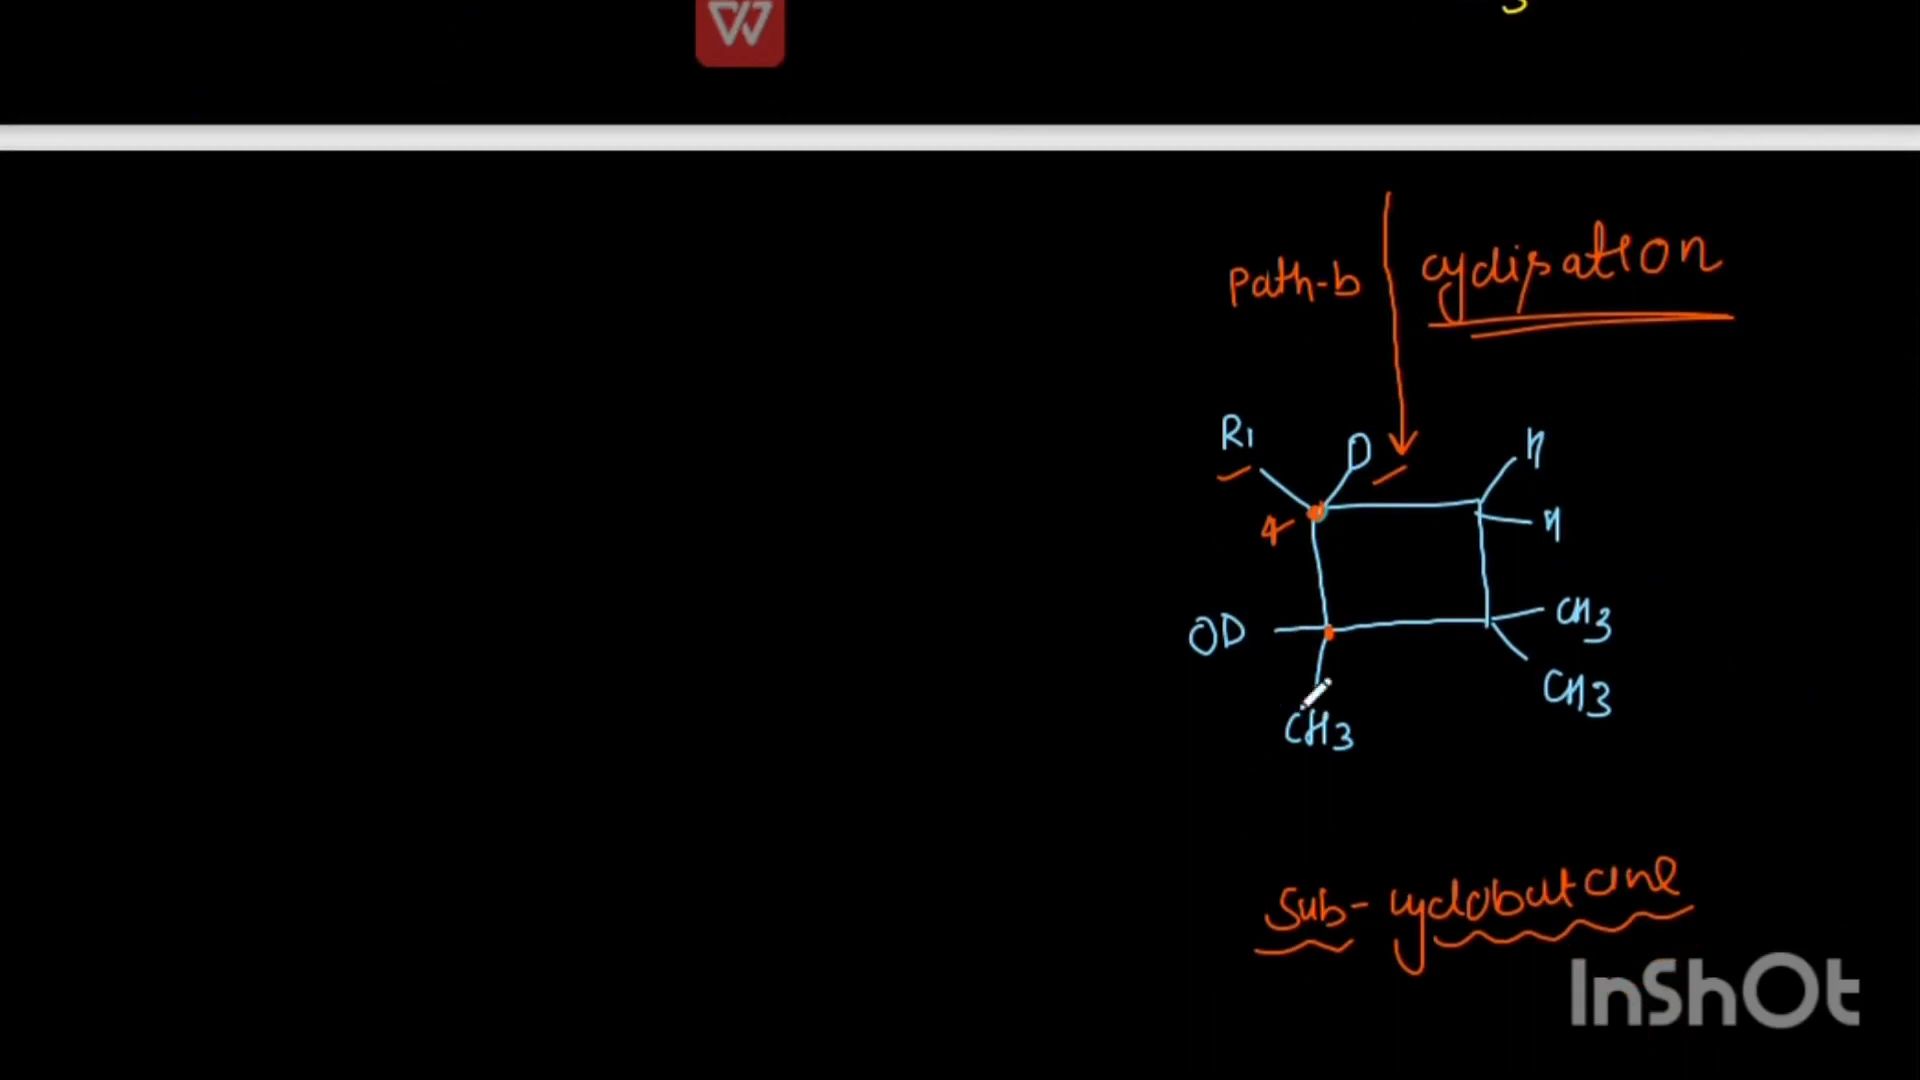 Path-b cyclisation
R1 D H
4 H
OD CH3
CH3
CH3
Sub-cyclobutane
InShOt